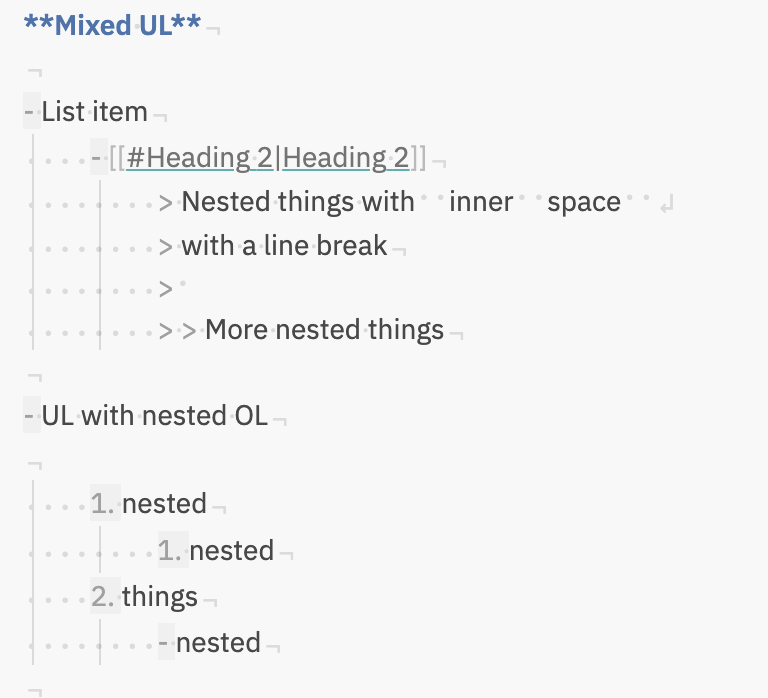 **Mixed UL** ¬
¬
- List item ¬
- [[#Heading 2|Heading 2]] ¬
> Nested things with  inner  space  ↲
> with a line break ¬
>
> > More nested things ¬
¬
- UL with nested OL ¬
¬
1. nested ¬
1. nested ¬
2. things ¬
- nested ¬
¬